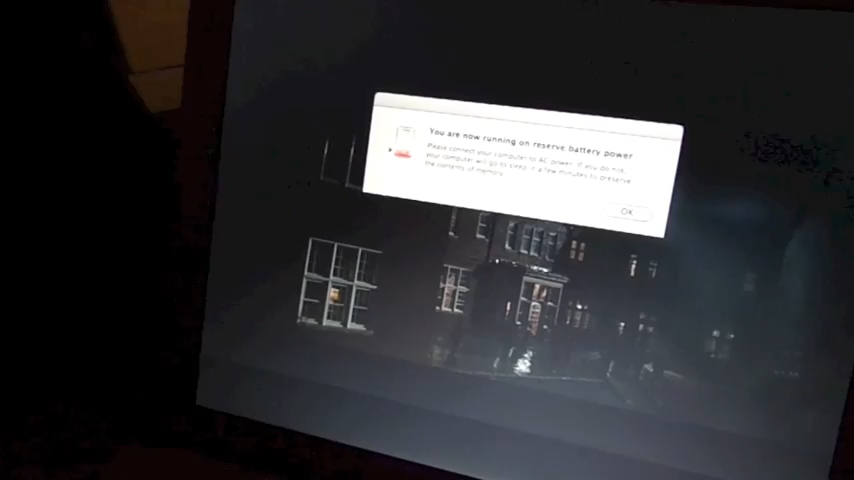 You are now running on reserve battery power
Please connect your computer to AC power. If you do not,
your computer will go to sleep in a few minutes to preserve
the contents of memory.
OK